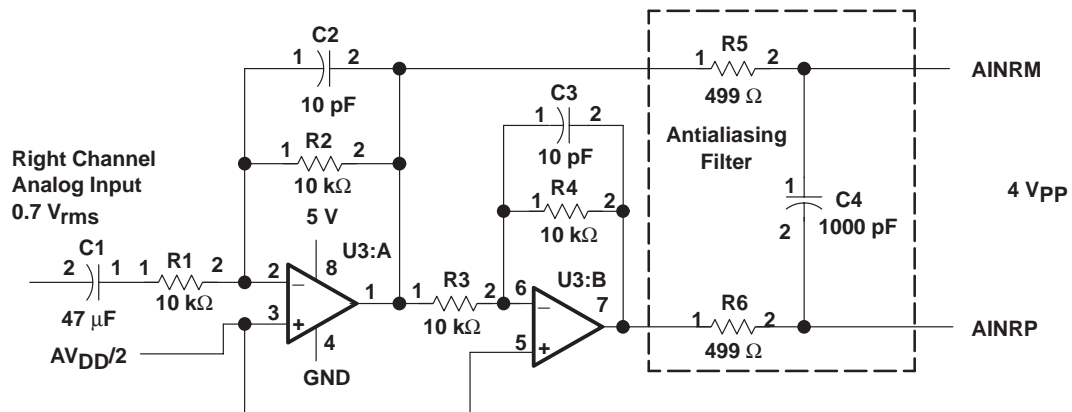 C2
1 2
10 pF
R5
1 2
499 Ω
AINRM
C3
1 2
10 pF
Antialiasing
Filter
Right Channel
Analog Input
0.7 Vrms
R2
1 2
10 kΩ
R4
1 2
10 kΩ
1
C4
1000 pF
2
4 VPP
5 V
C1
2 1
47 μF
R1
1 2
10 kΩ
U3:A
8
2
−
3
+
1
4
GND
AVDD/2
R3
1 2
10 kΩ
U3:B
6
−
5
+
7
R6
1 2
499 Ω
AINRP